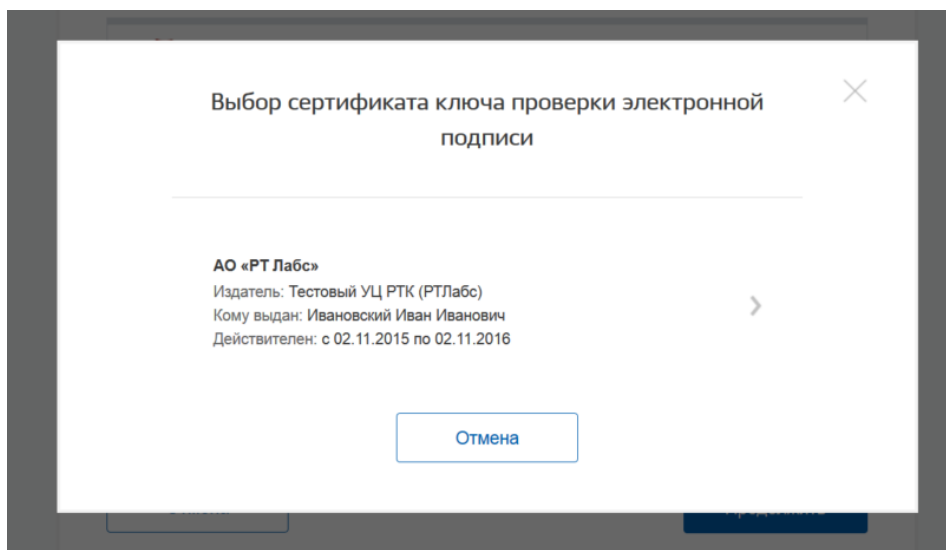 Выбор сертификата ключа проверки электронной
подписи
АО «РТ Лабс»
Издатель: Тестовый УЦ РТК (РТЛабс)
Кому выдан: Ивановский Иван Иванович
Действителен: с 02.11.2015 по 02.11.2016
Отмена